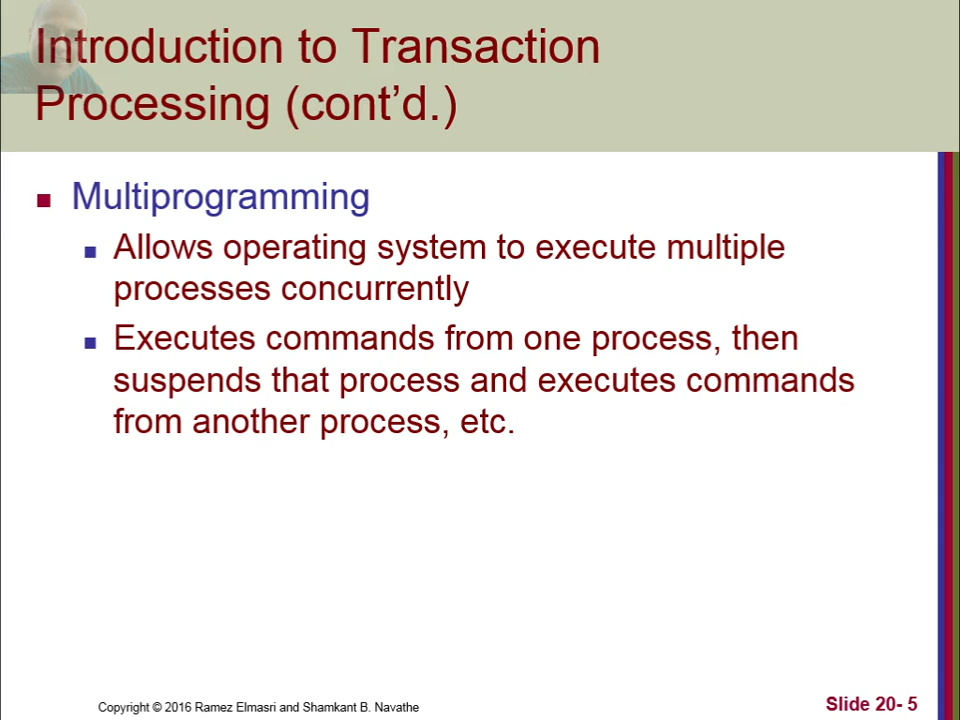 Introduction to Transaction
Processing (cont’d.)
Multiprogramming
Allows operating system to execute multiple
processes concurrently
Executes commands from one process, then
suspends that process and executes commands
from another process, etc.
Copyright © 2016 Ramez Elmasri and Shamkant B. Navathe
Slide 20- 5